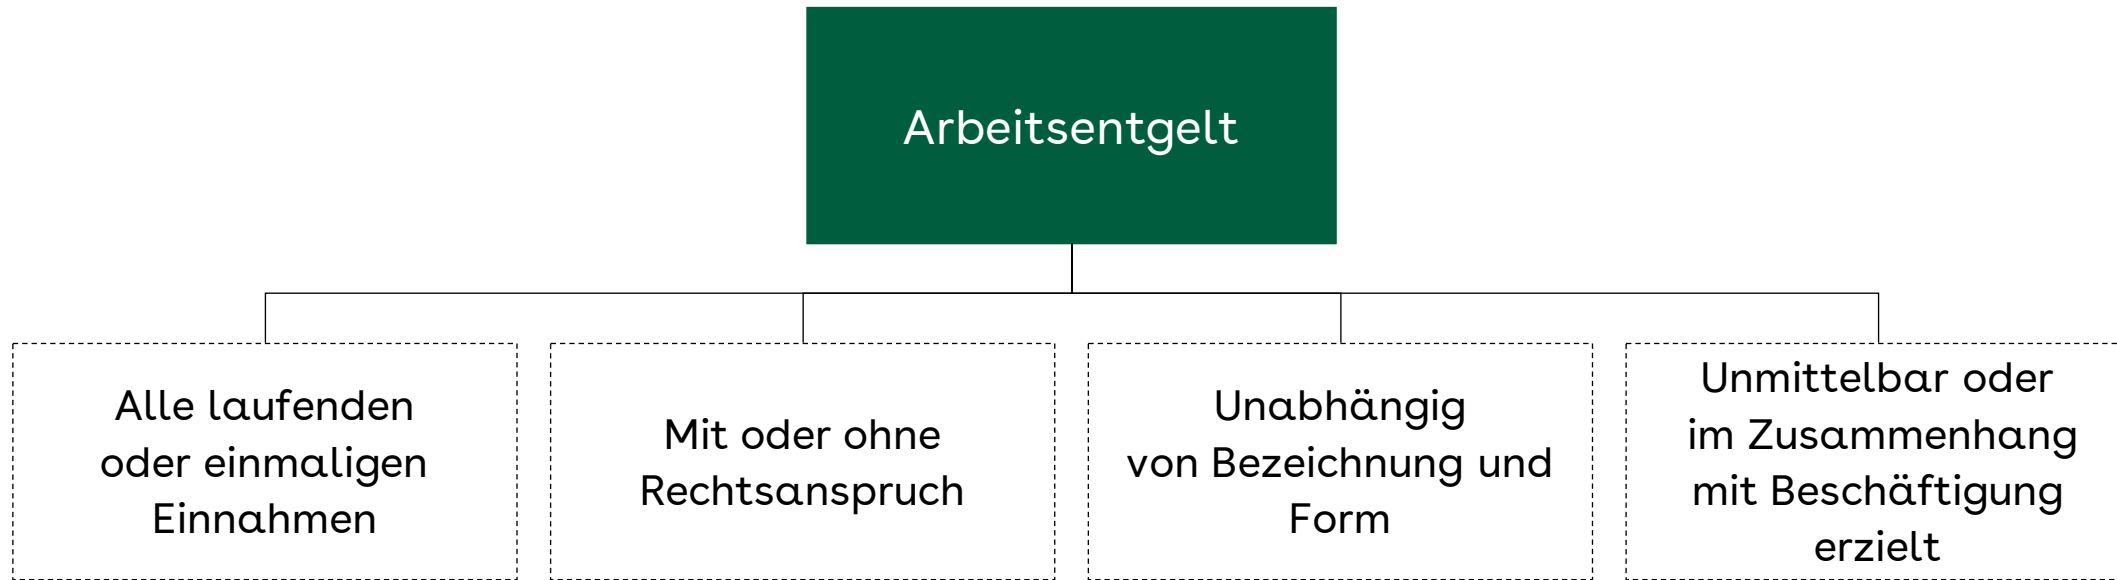 Arbeitsentgelt
Alle laufenden
oder einmaligen
Einnahmen
Mit oder ohne
Rechtsanspruch
Unabhängig
von Bezeichnung und
Form
Unmittelbar oder
im Zusammenhang
mit Beschäftigung
erzielt